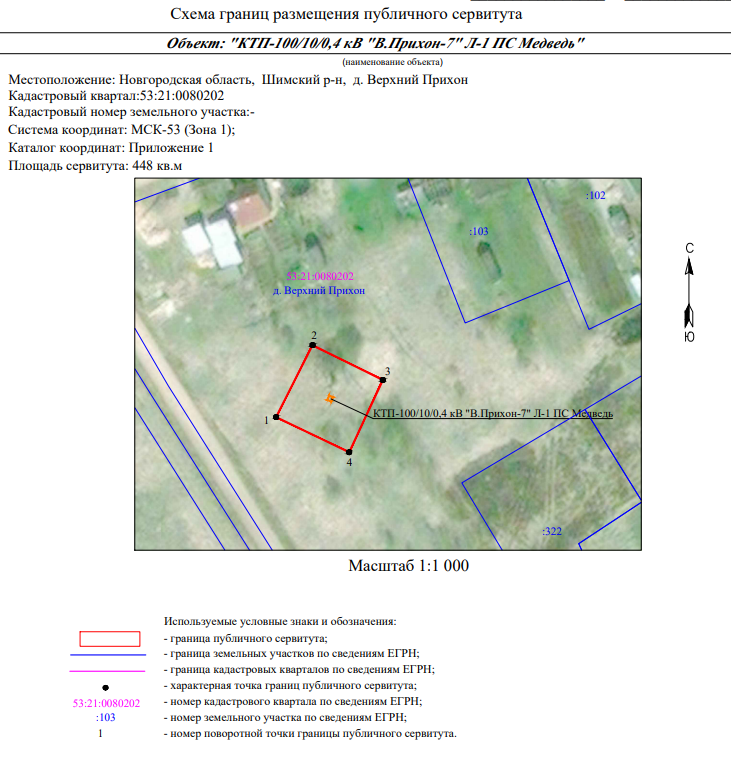 Схема границ размещения публичного сервитута
Объект: "КТП-100/10/0,4 кВ "В.Прихон-7" Л-1 ПС Медведь"
(наименование объекта)
Местоположение: Новгородская область, Шимский р-н, д. Верхний Прихон
Кадастровый квартал:53:21:0080202
Кадастровый номер земельного участка:-
Система координат: МСК-53 (Зона 1);
Каталог координат: Приложение 1
Площадь сервитута: 448 кв.м
:102
:103
С
53:21:0080202
д. Верхний Прихон
Ю
2
3
1
КТП-100/10/0,4 кВ "В.Прихон-7" Л-1 ПС Медведь
4
:322
Масштаб 1:1 000
Используемые условные знаки и обозначения:
- граница публичного сервитута;
- граница земельных участков по сведениям ЕГРН;
- граница кадастровых кварталов по сведениям ЕГРН;
- характерная точка границ публичного сервитута;
53:21:0080202 - номер кадастрового квартала по сведениям ЕГРН;
:103 - номер земельного участка по сведениям ЕГРН;
1 - номер поворотной точки границы публичного сервитута.